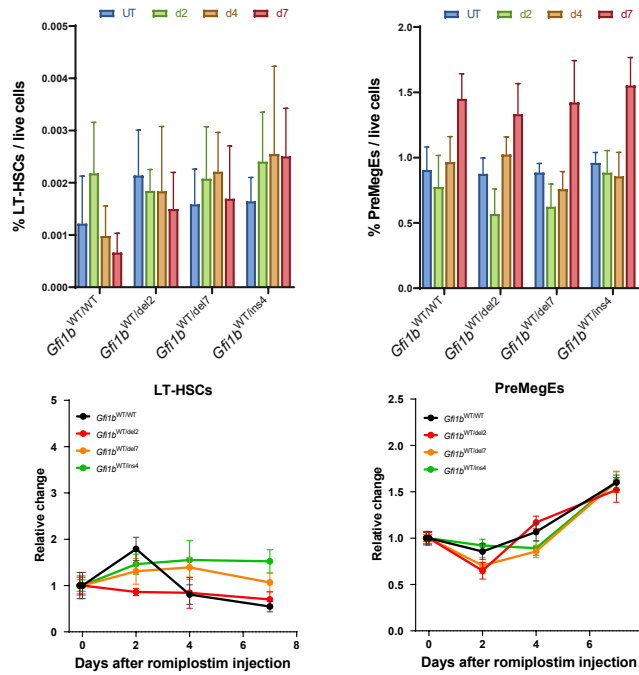 UT d2 d4 d7
% LT-HSCs / live cells
0.005
0.004
0.003
0.002
0.001
0.000
Gfi1b^WT/WT
Gfi1b^WT/del2
Gfi1b^WT/del7
Gfi1b^WT/ins4
UT d2 d4 d7
% PreMegEs / live cells
2.0
1.5
1.0
0.5
0.0
Gfi1b^WT/WT
Gfi1b^WT/del2
Gfi1b^WT/del7
Gfi1b^WT/ins4
LT-HSCs
Relative change
5
4
3
2
1
0
Gfi1b^WT/WT
Gfi1b^WT/del2
Gfi1b^WT/del7
Gfi1b^WT/ins4
0 2 4 6 8
Days after romiplostim injection
PreMegEs
Relative change
2.5
2.0
1.5
1.0
0.5
0.0
Gfi1b^WT/WT
Gfi1b^WT/del2
Gfi1b^WT/del7
Gfi1b^WT/ins4
0 2 4 6
Days after romiplostim injection